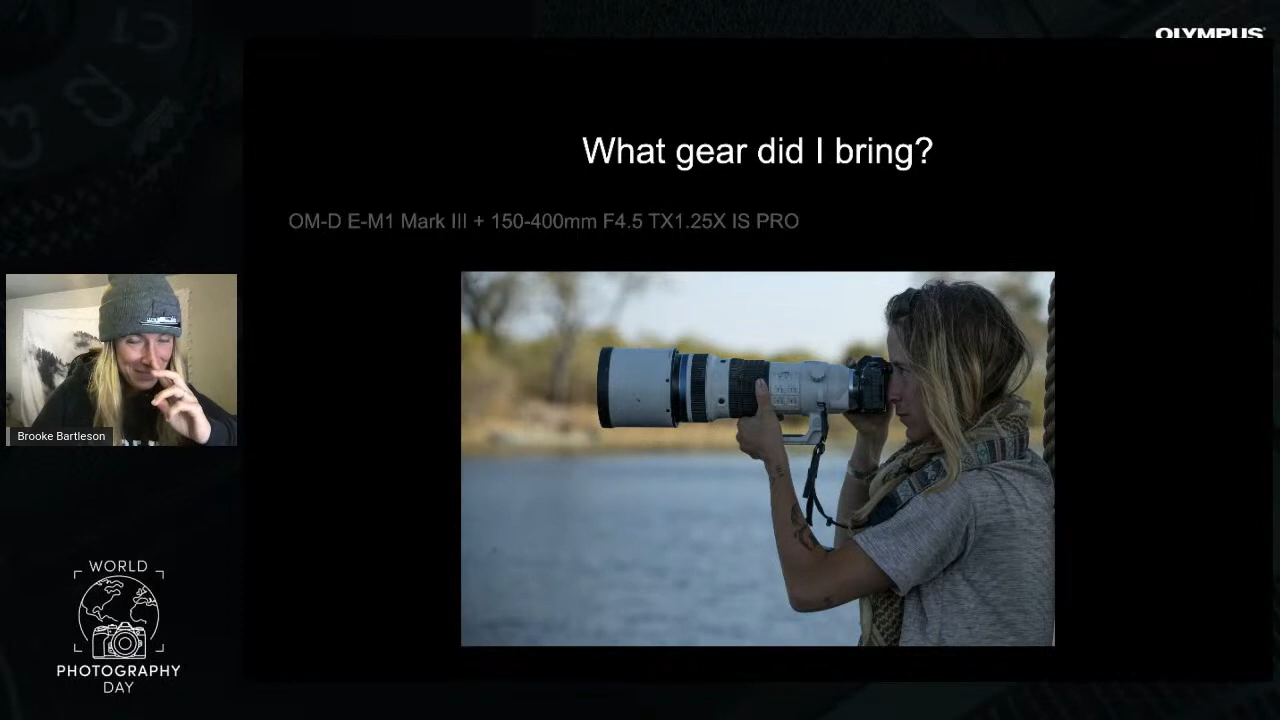 OLYMPUS
What gear did I bring?
OM-D E-M1 Mark III + 150-400mm F4.5 TX1.25X IS PRO
Brooke Bartleson
WORLD
PHOTOGRAPHY
DAY